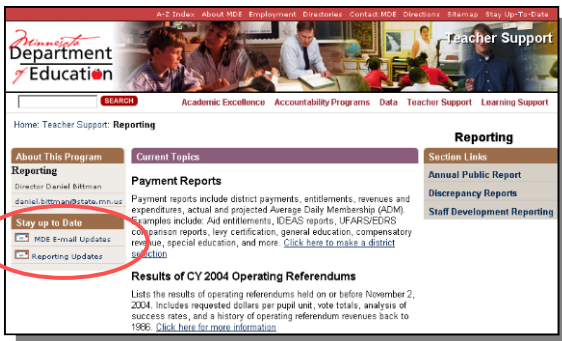 A-Z Index About MDE Employment Directories Contact MDE Directions Sitemap Stay Up-To-Date
Minnesota
Department
of Education
Teacher Support
SEARCH
Academic Excellence Accountability Programs Data Teacher Support Learning Support
Home: Teacher Support: Reporting
Reporting
About This Program
Reporting
Director Daniel Bittman
daniel.bittman@state.mn.us
Stay up to Date
MDE E-mail Updates
Reporting Updates
Current Topics
Payment Reports
Payment reports include district payments, entitlements, revenues and
expenditures, actual and projected Average Daily Membership (ADM).
Examples include: Aid entitlements, IDEAS reports, UFARS/EDRS
comparison reports, levy certification, general education, compensatory
revenue, special education, and more. Click here to make a district
selection
Results of CY 2004 Operating Referendums
Lists the results of operating referendums held on or before November 2,
2004. Includes requested dollars per pupil unit, vote totals, analysis of
success rates, and a history of operating referendum revenues back to
1986. Click here for more information
Section Links
Annual Public Report
Discrepancy Reports
Staff Development Reporting